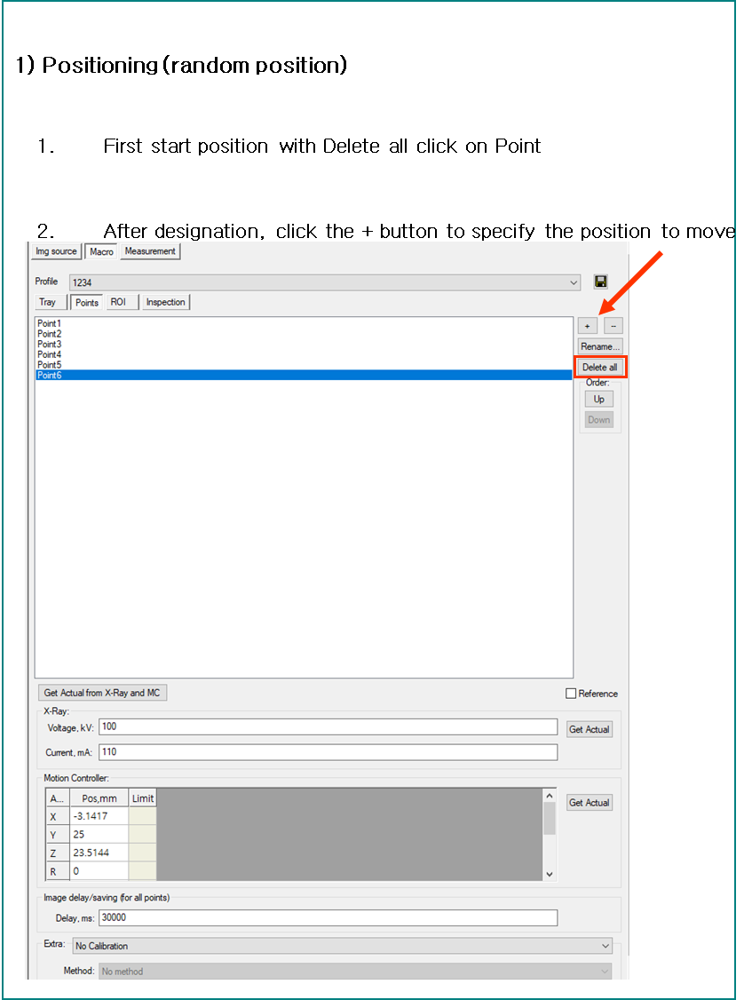 1) Positioning(random position)
1. First start position with Delete all click on Point
2. After designation, click the + button to specify the position to move
Img source Macro Measurement
Profile 1234
Tray Points ROI Inspection
Point1
Point2
Point3
Point4
Point5
Point6
+ -
Rename...
Delete all
Order:
Up
Down
Get Actual from X-Ray and MC
Reference
X-Ray:
Voltage, kV: 100 Get Actual
Current, mA: 110
Motion Controller:
A... Pos,mm Limit Get Actual
X -3.1417
Y 25
Z 23.5144
R 0
Image delay/saving (for all points)
Delay, ms: 30000
Extra: No Calibration
Method: No method